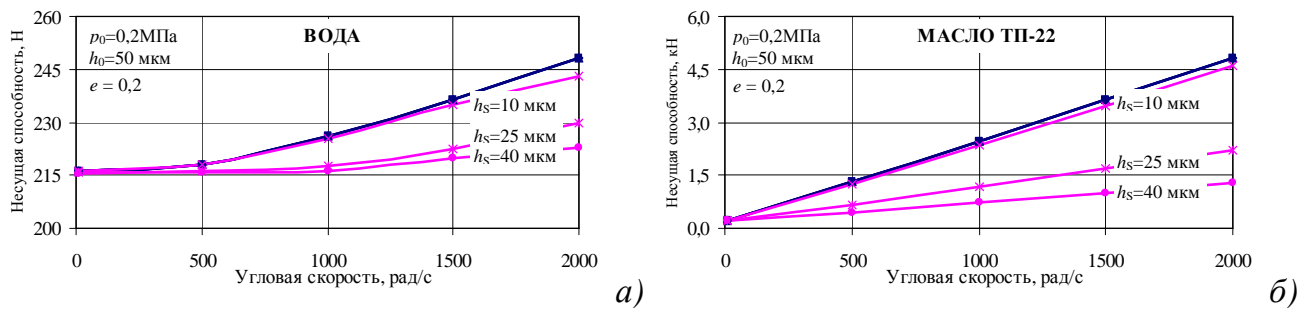 Несущая способность, Н
260
245
230
215
200
p0=0,2МПа
h0=50 мкм
e = 0,2
ВОДА
hS=10 мкм
hS=25 мкм
hS=40 мкм
0 500 1000 1500 2000
Угловая скорость, рад/с
а)
Несущая способность, кН
6,0
4,5
3,0
1,5
0,0
p0=0,2МПа
h0=50 мкм
e = 0,2
МАСЛО ТП-22
hS=10 мкм
hS=25 мкм
hS=40 мкм
0 500 1000 1500 2000
Угловая скорость, рад/с
б)